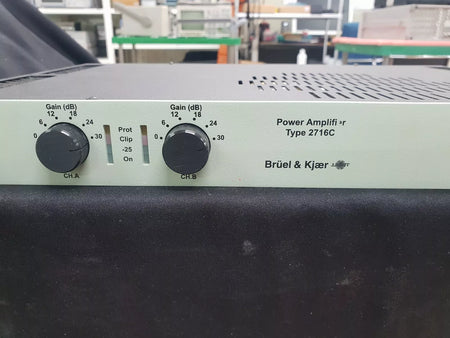 Gain (dB)
12 18
6 24
0 30
CH.A
Prot
Clip
-25
On
Gain (dB)
12 18
6 24
0 30
CH.B
Power Amplifi r
Type 2716C
Brüel & Kjær